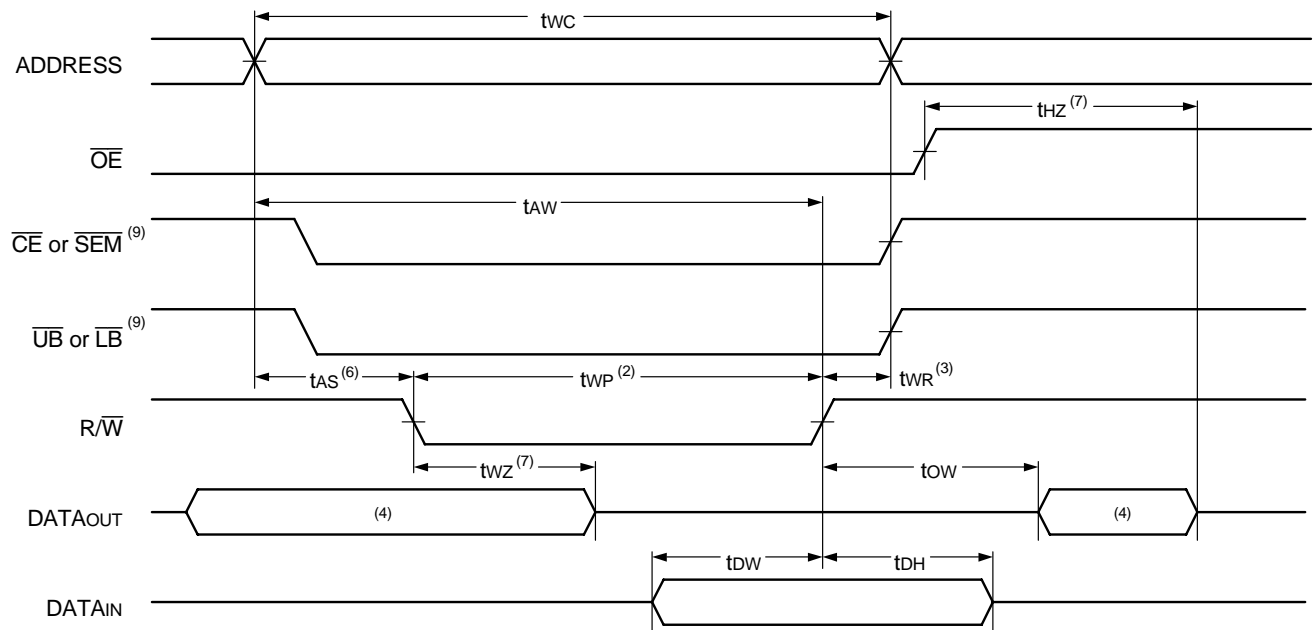 tWC
ADDRESS
tHZ (7)
OE
tAW
CE or SEM (9)
UB or LB (9)
tAS (6)
tWP (2)
tWR (3)
R/W
tWZ (7)
tOW
DATAOUT
(4)
(4)
tDW
tDH
DATAIN